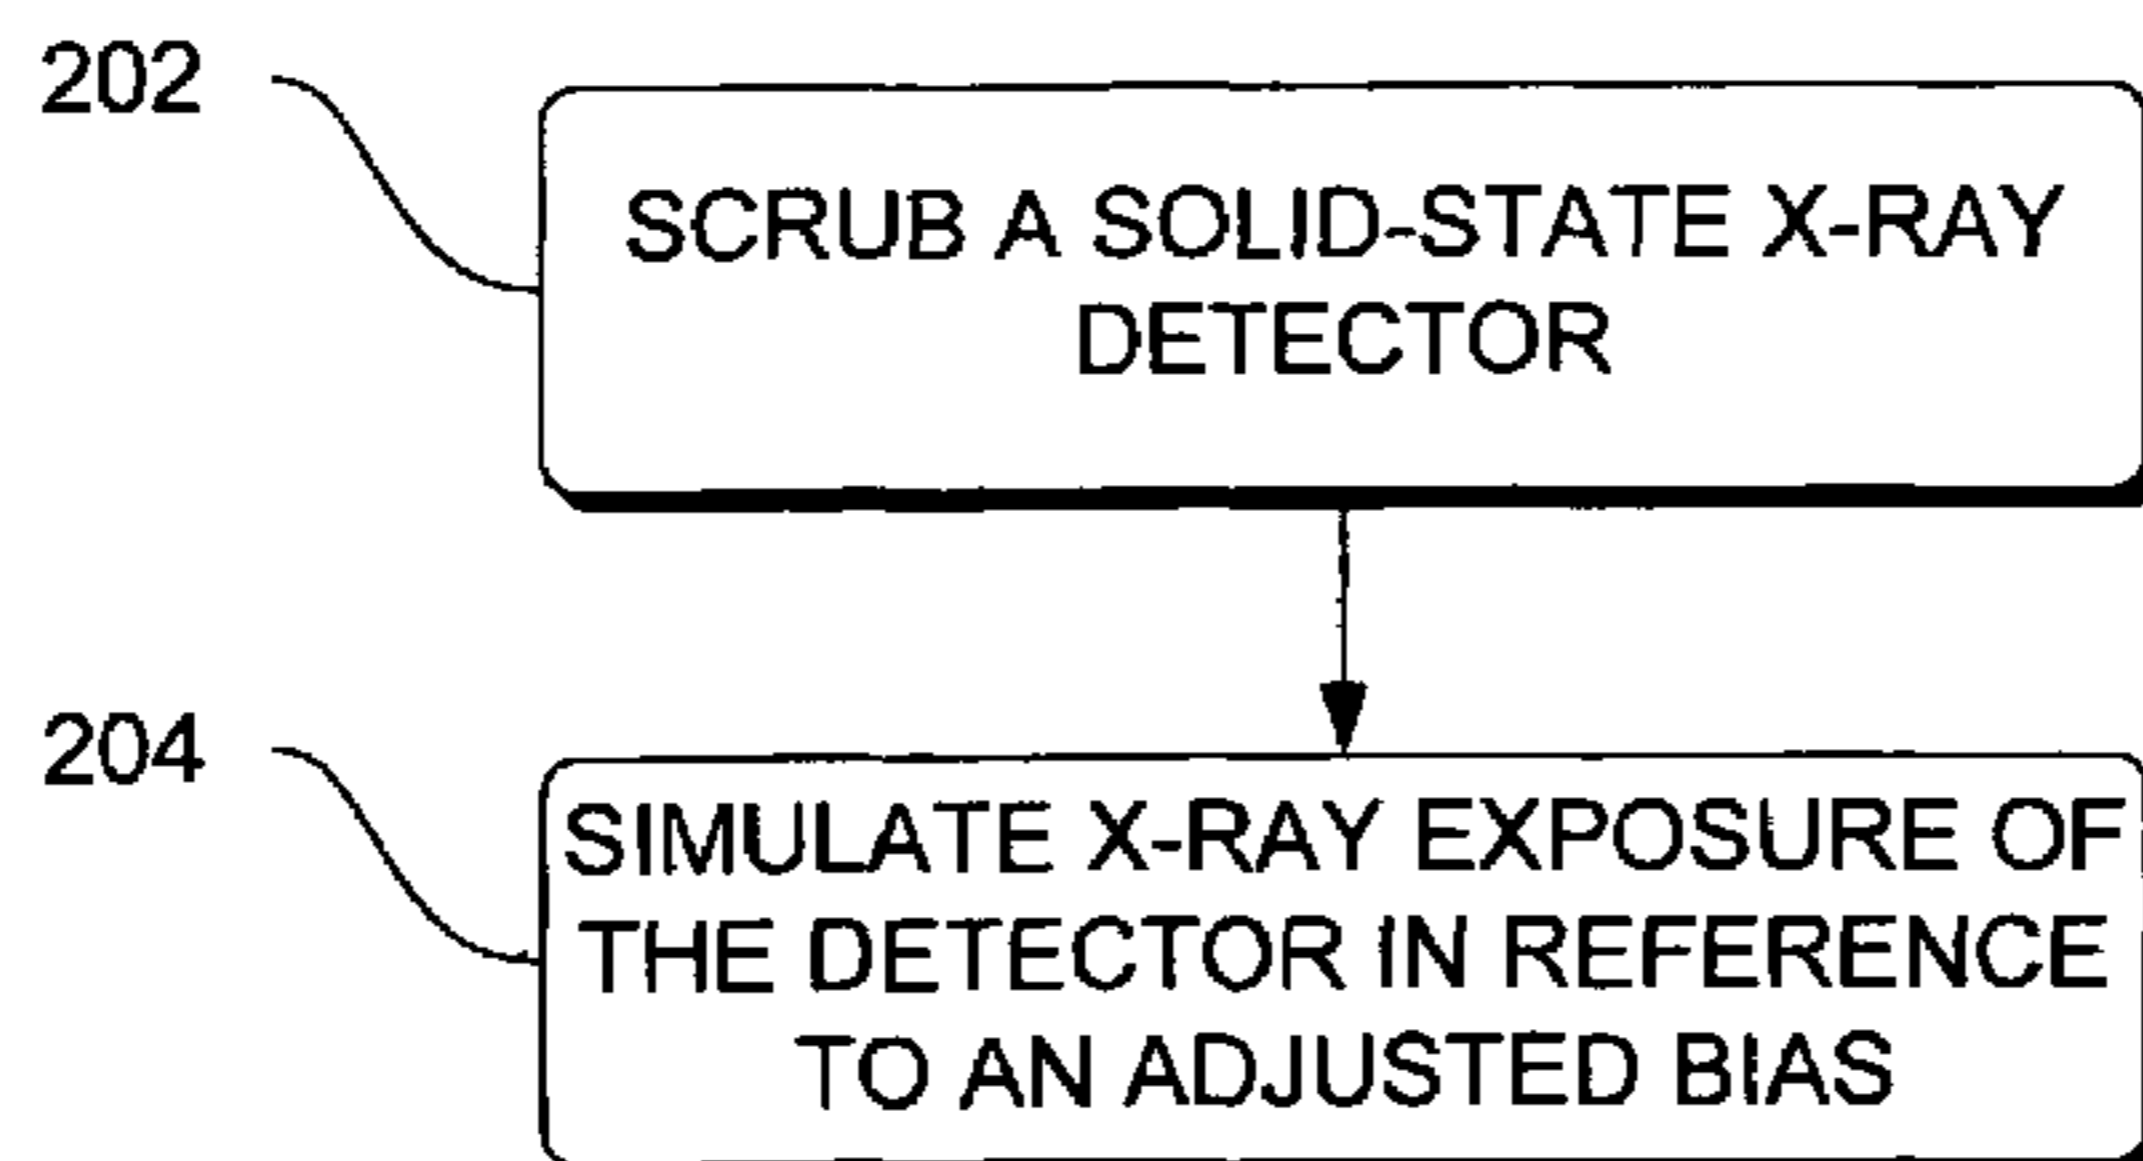 202
SCRUB A SOLID-STATE X-RAY
DETECTOR
204
SIMULATE X-RAY EXPOSURE OF
THE DETECTOR IN REFERENCE
TO AN ADJUSTED BIAS